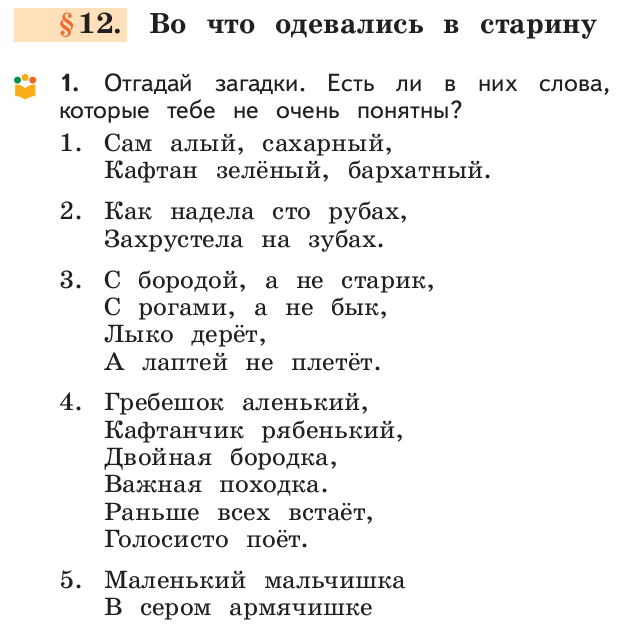 § 12. Во что одевались в старину
1. Отгадай загадки. Есть ли в них слова,
которые тебе не очень понятны?
1. Сам алый, сахарный,
Кафтан зелёный, бархатный.
2. Как надела сто рубах,
Захрустела на зубах.
3. С бородой, а не старик,
С рогами, а не бык,
Лыко дерёт,
А лаптей не плетёт.
4. Гребешок аленький,
Кафтанчик рябенький,
Двойная бородка,
Важная походка.
Раньше всех встаёт,
Голосисто поёт.
5. Маленький мальчишка
В сером армячишке